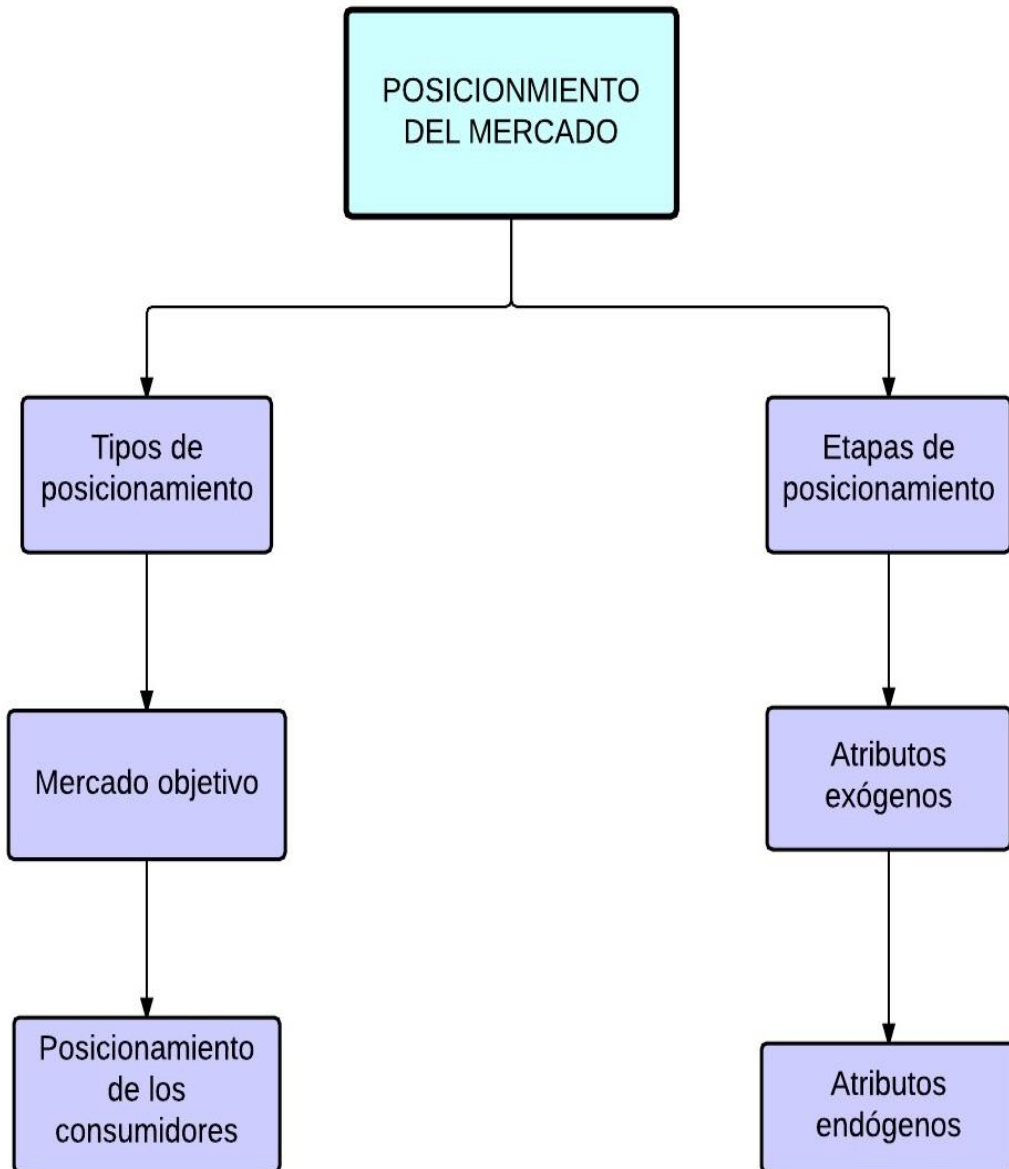 POSICIONMIENTO
DEL MERCADO
Tipos de
posicionamiento
Etapas de
posicionamiento
Mercado objetivo
Atributos
exógenos
Posicionamiento
de los
consumidores
Atributos
endógenos